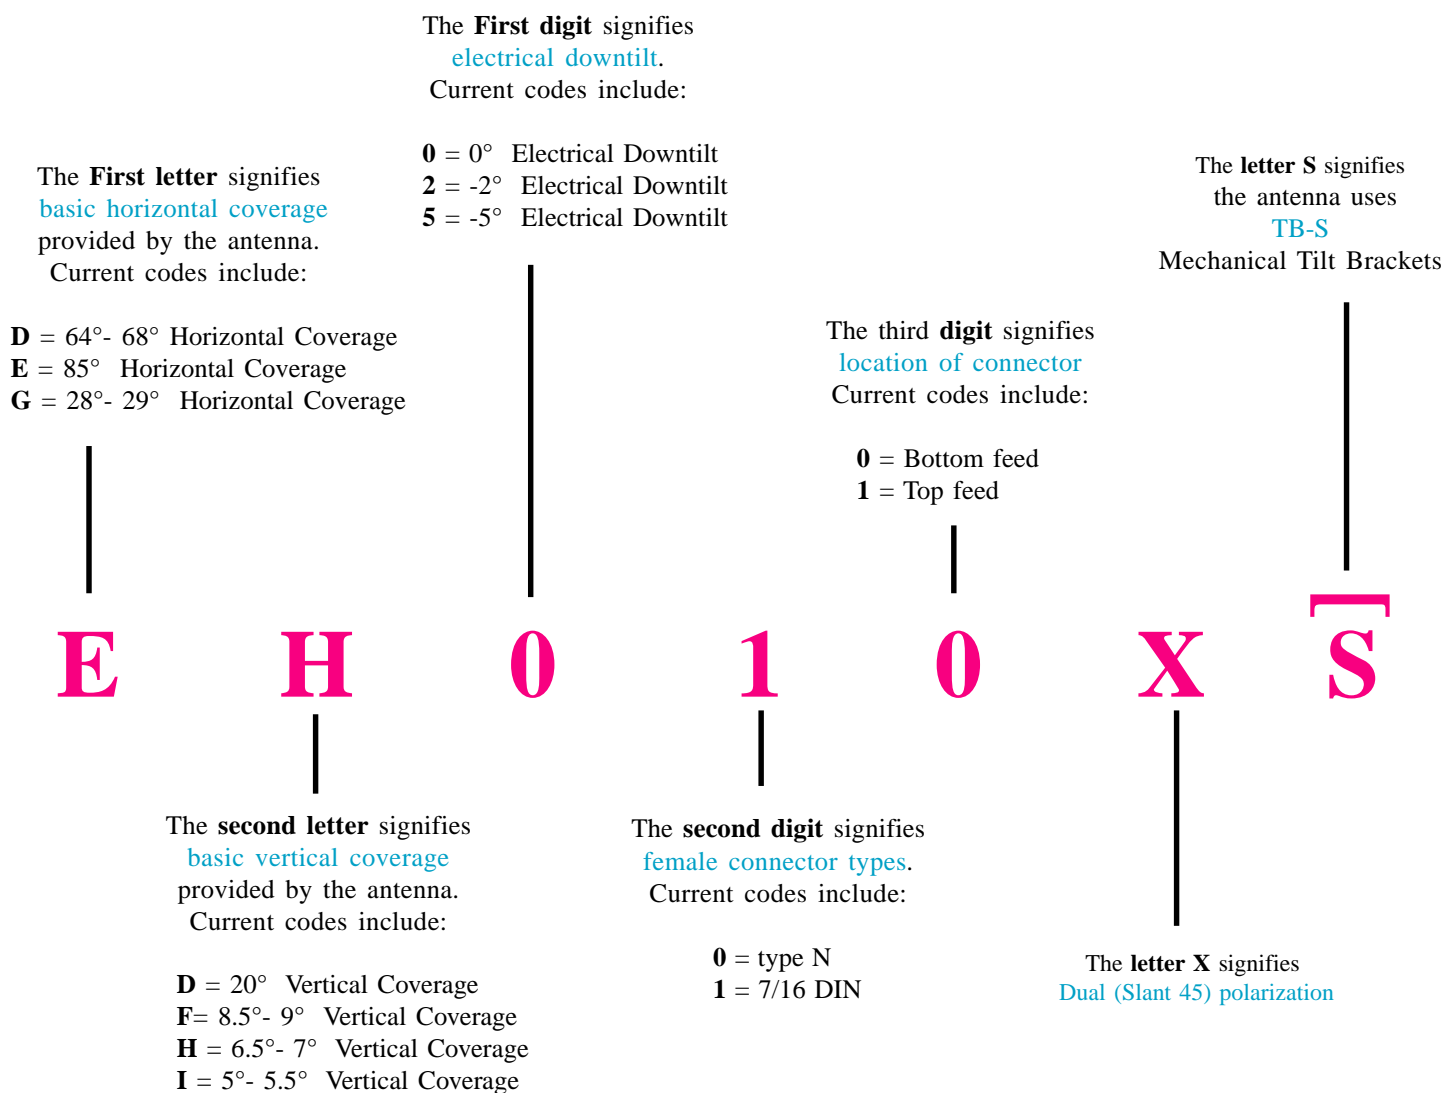 The First digit signifies
electrical downtilt.
Current codes include:
0 = 0° Electrical Downtilt
2 = -2° Electrical Downtilt
5 = -5° Electrical Downtilt
The First letter signifies
basic horizontal coverage
provided by the antenna.
Current codes include:
D = 64°- 68° Horizontal Coverage
E = 85° Horizontal Coverage
G = 28°- 29° Horizontal Coverage
The letter S signifies
the antenna uses
TB-S
Mechanical Tilt Brackets
The third digit signifies
location of connector
Current codes include:
0 = Bottom feed
1 = Top feed
E H 0 1 0 X S
The second letter signifies
basic vertical coverage
provided by the antenna.
Current codes include:
D = 20° Vertical Coverage
F= 8.5°- 9° Vertical Coverage
H = 6.5°- 7° Vertical Coverage
I = 5°- 5.5° Vertical Coverage
The second digit signifies
female connector types.
Current codes include:
0 = type N
1 = 7/16 DIN
The letter X signifies
Dual (Slant 45) polarization